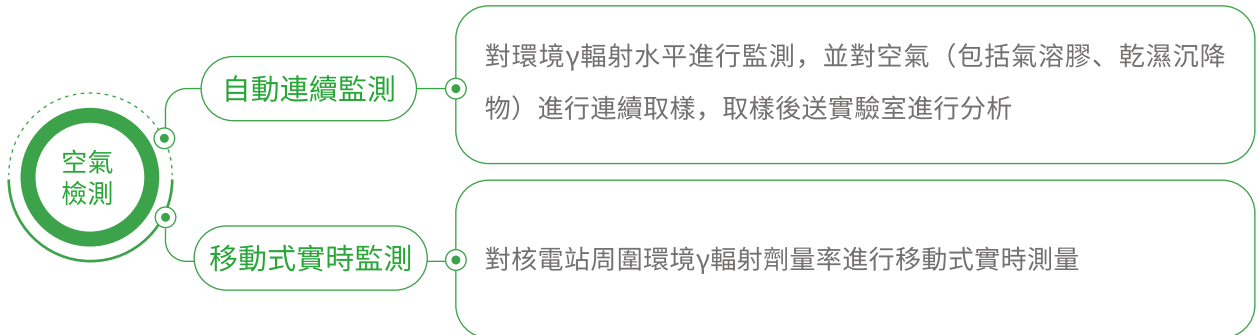 空氣
檢測
自動連續監測
對環境γ輻射水平進行監測，並對空氣（包括氣溶膠、乾濕沉降
物）進行連續取樣，取樣後送實驗室進行分析
移動式實時監測
對核電站周圍環境γ輻射劑量率進行移動式實時測量